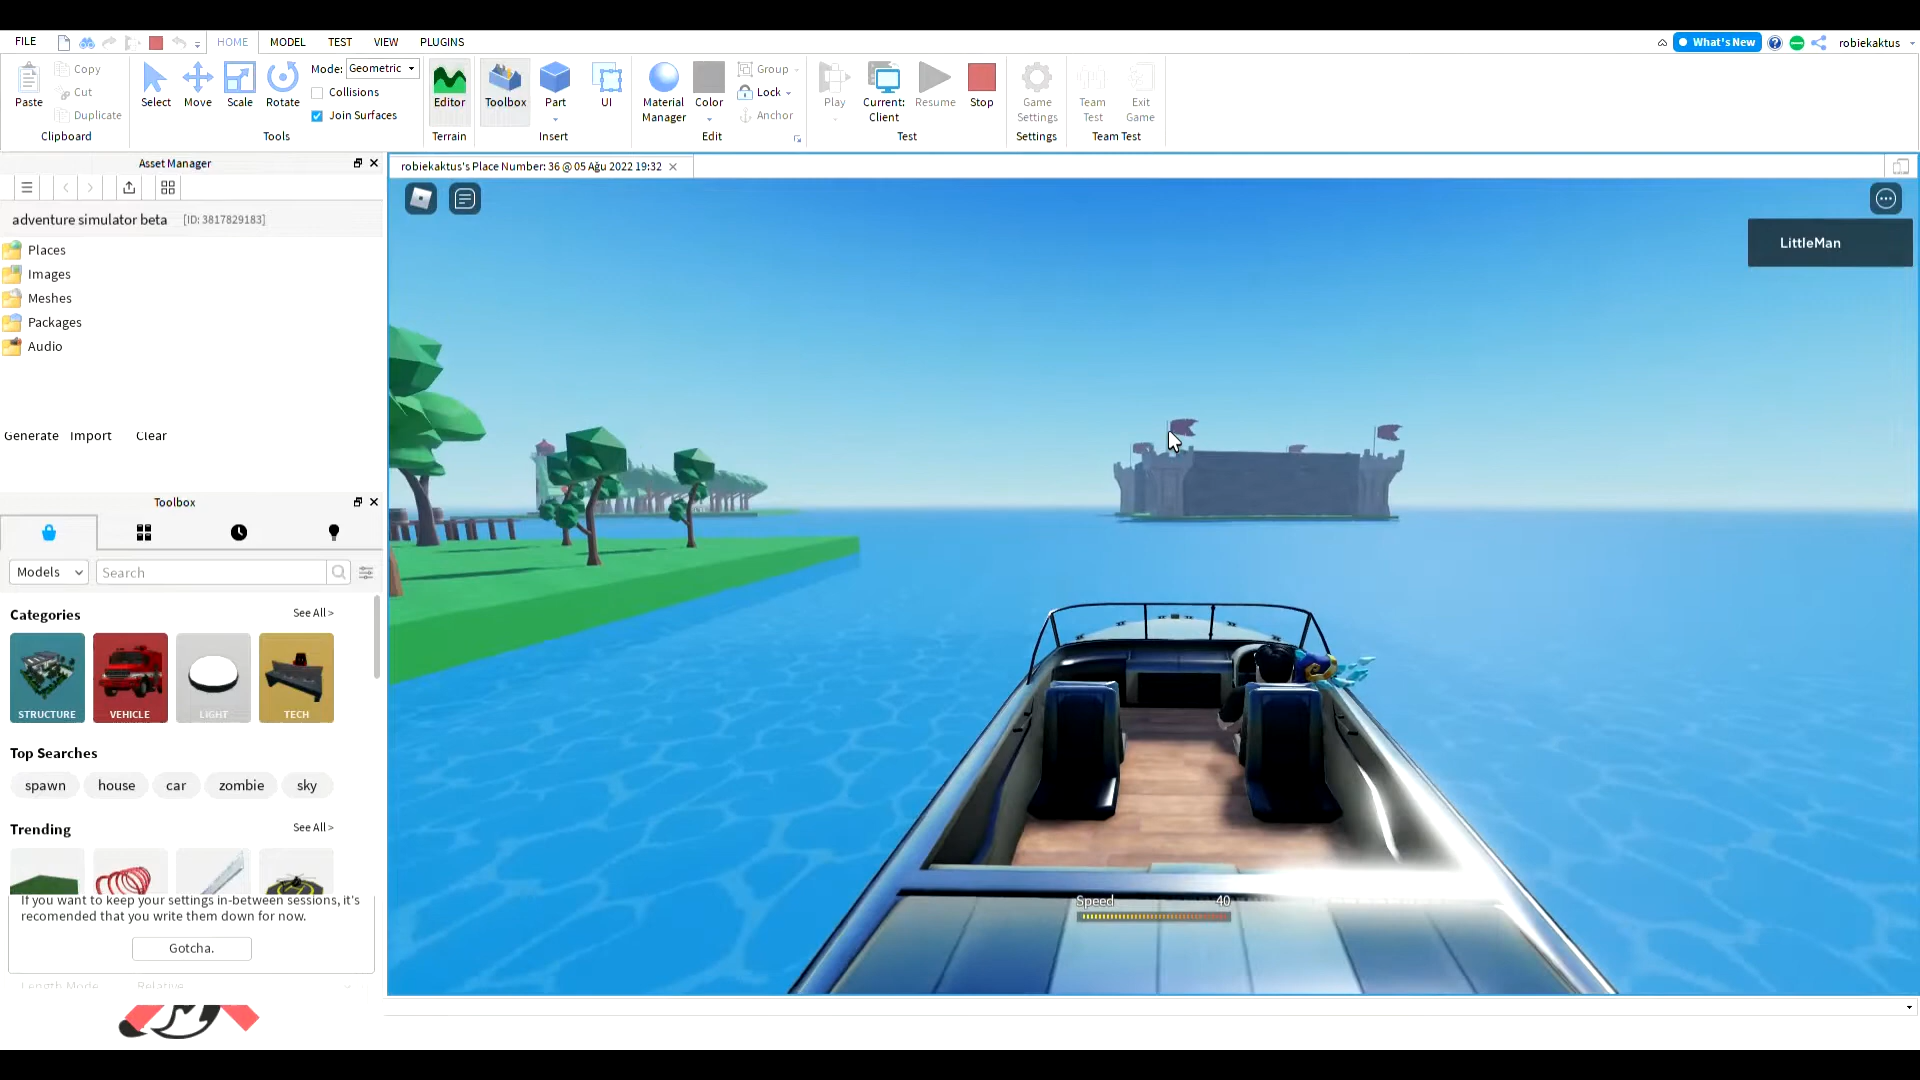 FILE HOME MODEL TEST VIEW PLUGINS What's New robiekaktus
Paste Copy Cut Duplicate Clipboard
Select Move Scale Rotate Mode: Geometric Collisions Join Surfaces Tools
Editor Terrain
Toolbox Part UI Insert
Material Manager Color Group Lock Anchor Edit
Play Current: Client Resume Stop Test
Game Settings Settings
Team Test Exit Game Team Test
Asset Manager
robiekaktus's Place Number: 36 @ 05 Ağu 2022 19:32
adventure simulator beta [ID: 3817829183]
Places
Images
Meshes
Packages
Audio
Generate Import Clear
Toolbox
Models Search
Categories See All >
STRUCTURE VEHICLE LIGHT TECH
Top Searches
spawn house car zombie sky
Trending See All >
If you want to keep your settings in-between sessions, it's
recomended that you write them down for now.
Gotcha.
Length Mode Relative
LittleMan
Speed 40